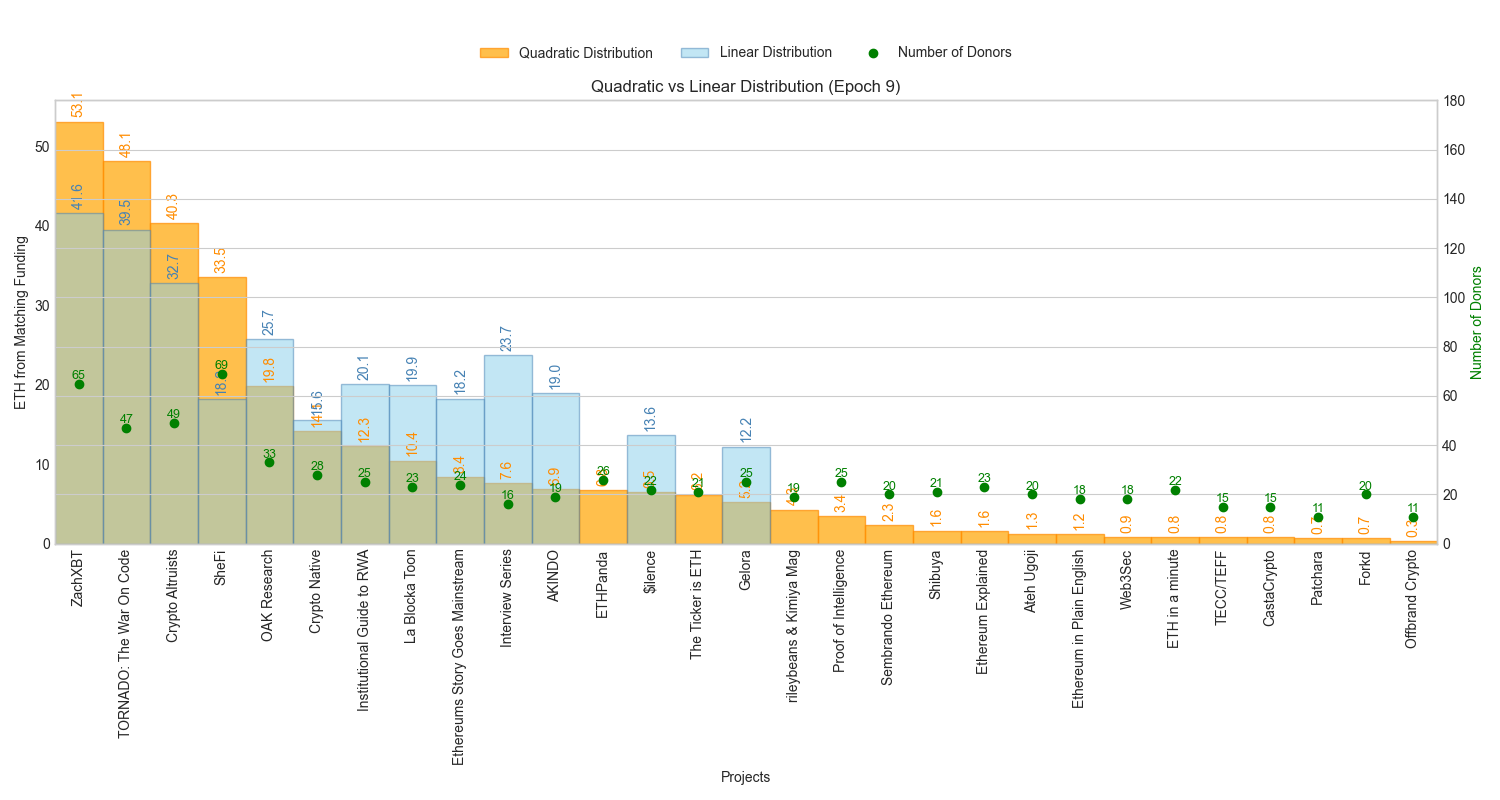 Quadratic Distribution Linear Distribution Number of Donors
Quadratic vs Linear Distribution (Epoch 9)
ETH from Matching Funding
50
40
30
20
10
0
180
160
140
120
100
80
60
40
20
0
Number of Donors
53.1
48.1
40.3
33.5
19.8
12.3
10.4
7.6
3.4
2.3
1.6
1.6
1.3
1.2
0.9
0.8
0.8
0.8
0.7
41.6
39.5
32.7
25.7
15.6
20.1
19.9
18.2
23.7
19.0
13.6
12.2
65
47
49
69
33
28
25
23
24
16
19
26
22
21
25
19
25
20
21
23
20
18
18
22
15
15
11
20
11
ZachXBT
TORNADO: The War On Code
Crypto Altruists
SheFi
OAK Research
Crypto Native
Institutional Guide to RWA
La Blocka Toon
Ethereums Story Goes Mainstream
Interview Series
AKINDO
ETHPanda
$ilence
The Ticker is ETH
Gelora
rileybeans & Kimiya Mag
Proof of Intelligence
Sembrando Ethereum
Shibuya
Ethereum Explained
Ateh Ugoji
Ethereum in Plain English
Web3Sec
ETH in a minute
TECC/TEFF
CastaCrypto
Patchara
Forkd
Offbrand Crypto
Projects